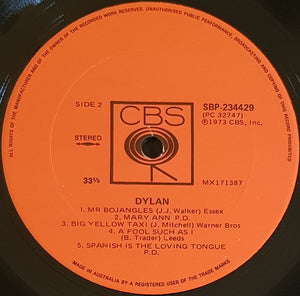 ALL RIGHTS OF THE MANUFACTURER AND OF THE OWNER OF THE RECORDED WORK RESERVED. UNAUTHORISED PUBLIC PERFORMANCE, BROADCASTING AND COPYING OF THIS RECORD PROHIBITED
CBS
SIDE 2
SBP-234429
(PC 32747)
℗1973 CBS, Inc.
STEREO
33⅓
MX171387
DYLAN
1. MR BOJANGLES (J.J. Walker) Essex
2. MARY ANN P.D.
3. BIG YELLOW TAXI (J. Mitchell) Warner Bros
4. A FOOL SUCH AS I
(B. Trader) Leeds
5. SPANISH IS THE LOVING TONGUE
P.D.
MADE IN AUSTRALIA BY A REGISTERED USER OF THE TRADE MARKS